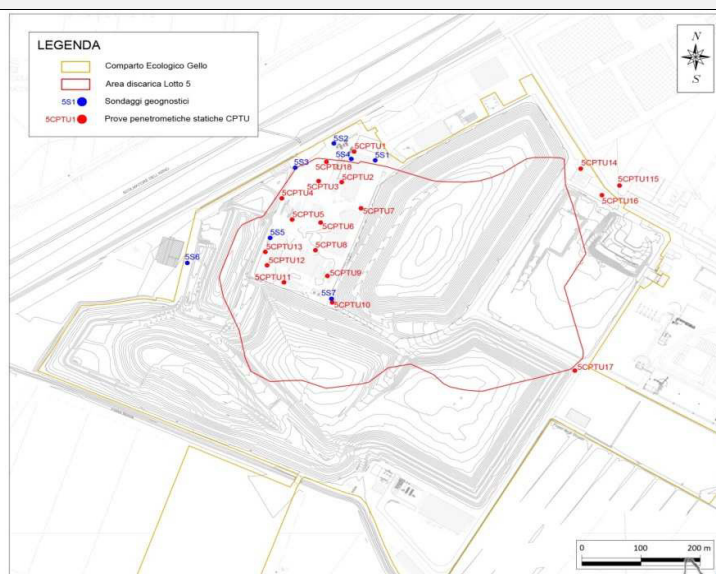 LEGENDA
Comparto Ecologico Gello
Area discarica Lotto 5
5S1 Sondaggi geognostici
5CPTU1 Prove penetrometiche statiche CPTU
N
S
5S2
5CPTU1
5S4
5S1
5S3
5CPTU18
5CPTU14
5CPTU3
5CPTU2
5CPTU115
5CPTU4
5CPTU16
5CPTU7
5CPTU5
5CPTU6
5S5
5CPTU13
5CPTU8
5S6
5CPTU12
5CPTU11
5CPTU9
5S7
5CPTU10
5CPTU17
0 100 200 m